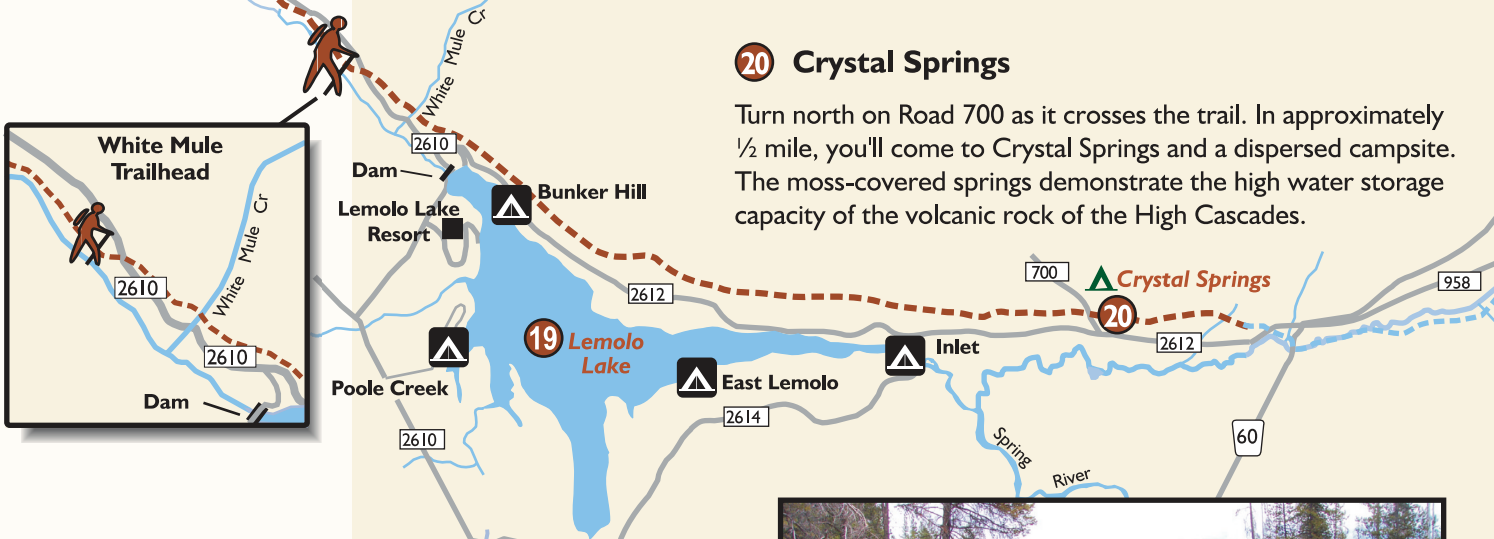 White Mule Cr
20 Crystal Springs
Turn north on Road 700 as it crosses the trail. In approximately
½ mile, you'll come to Crystal Springs and a dispersed campsite.
The moss-covered springs demonstrate the high water storage
capacity of the volcanic rock of the High Cascades.
White Mule
Trailhead
White Mule Cr
2610
2610
Dam
2610
Dam
Bunker Hill
Lemolo Lake
Resort
2612
700
Crystal Springs
20
958
19
Lemolo
Lake
Inlet
2612
Poole Creek
East Lemolo
2614
2610
60
Spring
River